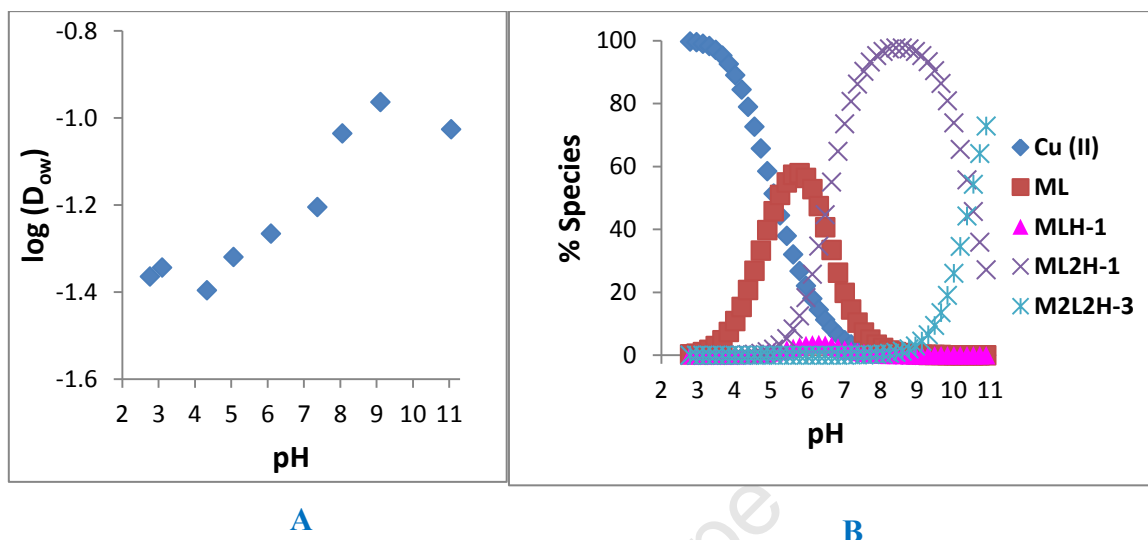 -0.8
-1.0
-1.2
-1.4
-1.6
log (D_ow)
2 3 4 5 6 7 8 9 10 11
pH
A
100
80
60
40
20
0
% Species
2 3 4 5 6 7 8 9 10 11
pH
Cu (II)
ML
MLH-1
ML2H-1
M2L2H-3
B